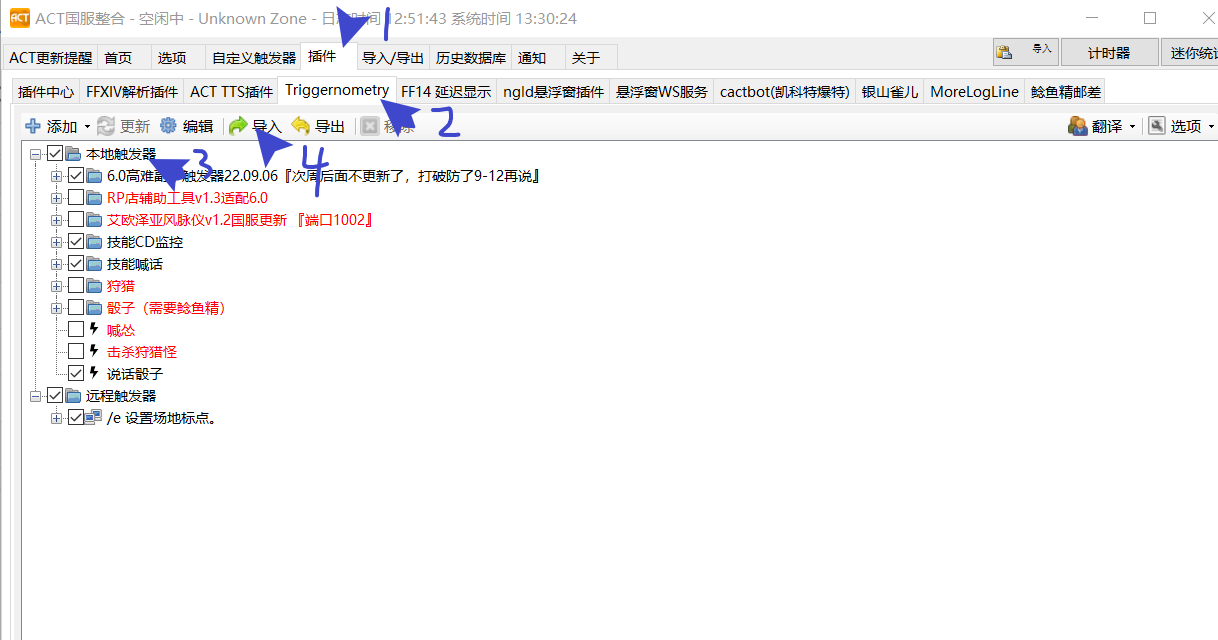 ACT国服整合 - 空闲中 - Unknown Zone - 日 时间 12:51:43 系统时间 13:30:24
1
ACT更新提醒 首页 选项 自定义触发器 插件 导入/导出 历史数据库 通知 关于 导入 计时器 迷你统计
插件中心 FFXIV解析插件 ACT TTS插件 Triggernometry FF14 延迟显示 ngld悬浮窗插件 悬浮窗WS服务 cactbot(凯科特爆特) 银山雀儿 MoreLogLine 鲶鱼精邮差
2
添加 更新 编辑 导入 导出 移除 翻译 选项
本地触发器
3
4
6.0高难副 触发器22.09.06『次周后面不更新了，打破防了9-12再说』
RP店辅助工具v1.3适配6.0
艾欧泽亚风脉仪v1.2国服更新 『端口1002』
技能CD监控
技能喊话
狩猎
骰子（需要鲶鱼精）
喊怂
击杀狩猎怪
说话骰子
远程触发器
/e 设置场地标点。